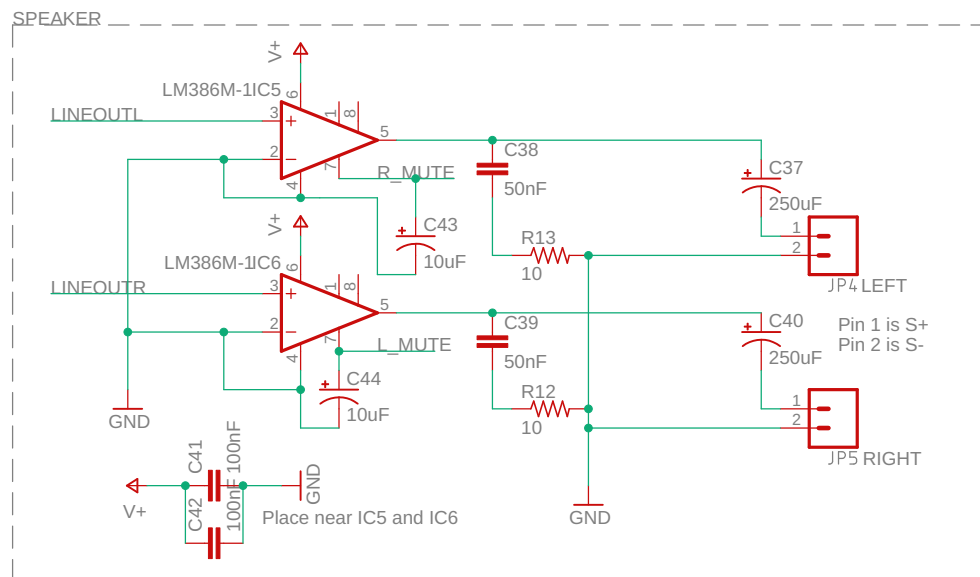 SPEAKER
V+
LM386M-1IC5
6
1
8
LINEOUTL
3
+
5
2
-
4
7
R_MUTE
C38
50nF
C37
+
250uF
V+
+
C43
10uF
R13
10
1
2
JP4 LEFT
LM386M-1IC6
6
1
8
LINEOUTR
3
+
5
2
-
4
7
L_MUTE
C39
50nF
C40
+
250uF
Pin 1 is S+
Pin 2 is S-
+
C44
10uF
R12
10
1
2
JP5 RIGHT
GND
C41
100nF
C42
100nF
V+
GND
Place near IC5 and IC6
GND